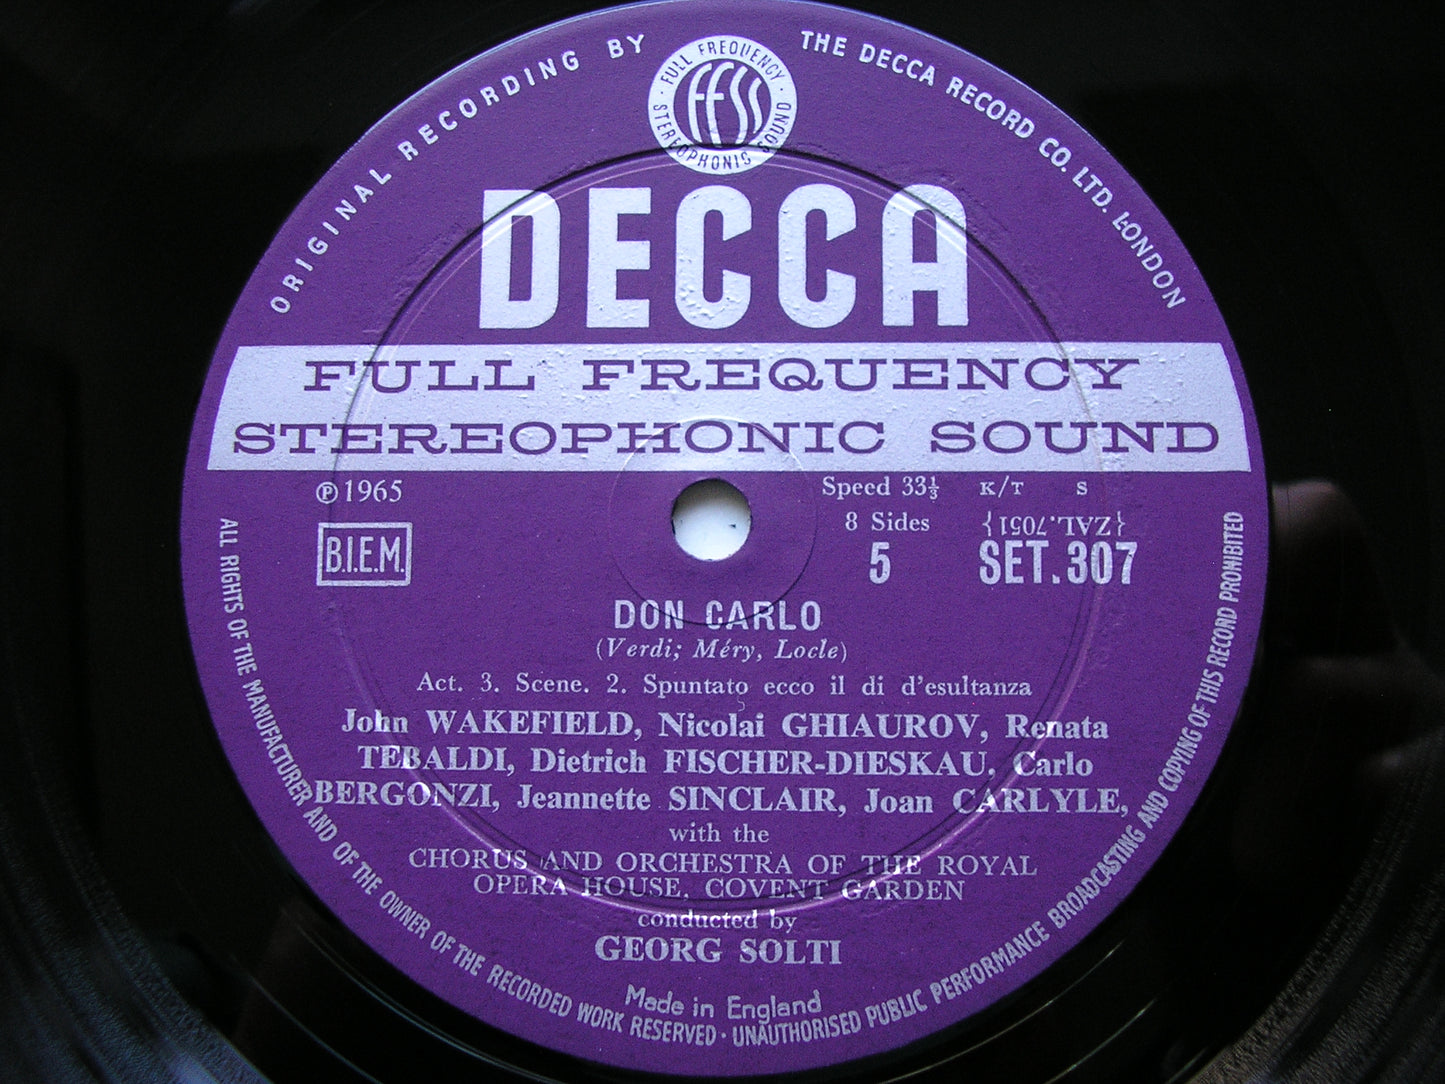 ORIGINAL RECORDING BY THE DECCA RECORD CO. LTD. LONDON
FULL FREQUENCY STEREOPHONIC SOUND
FFSS
DECCA
FULL FREQUENCY
STEREOPHONIC SOUND
Ⓟ1965
Speed 33⅓ K/T S
8 Sides {ZAL.7051}
B.I.E.M.
5 SET.307
DON CARLO
(Verdi; Méry, Locle)
Act. 3. Scene. 2. Spuntato ecco il di d'esultanza
John WAKEFIELD, Nicolai GHIAUROV, Renata
TEBALDI, Dietrich FISCHER-DIESKAU, Carlo
BERGONZI, Jeannette SINCLAIR, Joan CARLYLE,
with the
CHORUS AND ORCHESTRA OF THE ROYAL
OPERA HOUSE, COVENT GARDEN
conducted by
GEORG SOLTI
Made in England
ALL RIGHTS OF THE MANUFACTURER AND OF THE OWNER OF THE RECORDED WORK RESERVED · UNAUTHORISED PUBLIC PERFORMANCE BROADCASTING AND COPYING OF THIS RECORD PROHIBITED